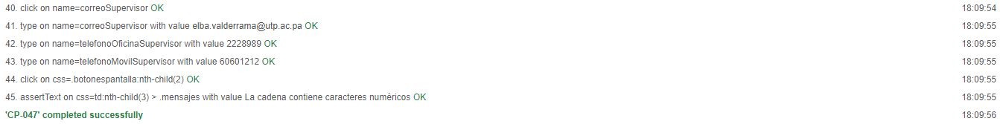 40. click on name=correoSupervisor OK 18:09:54
41. type on name=correoSupervisor with value elba.valderrama@utp.ac.pa OK 18:09:55
42. type on name=telefonoOficinaSupervisor with value 2228989 OK 18:09:55
43. type on name=telefonoMovilSupervisor with value 60601212 OK 18:09:55
44. click on css=.botonespantalla:nth-child(2) OK 18:09:55
45. assertText on css=td:nth-child(3) > .mensajes with value La cadena contiene caracteres numéricos OK 18:09:55
'CP-047' completed successfully 18:09:56